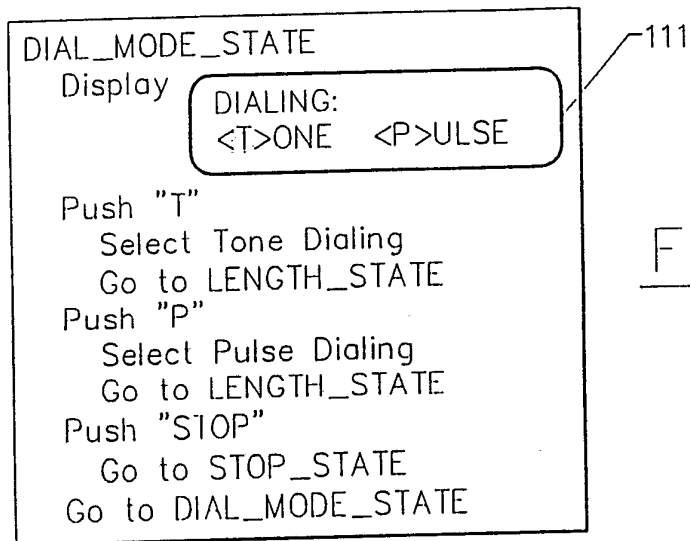 DIAL_MODE_STATE
Display
DIALING:
<T>ONE <P>ULSE
111
Push "T"
Select Tone Dialing
Go to LENGTH_STATE
Push "P"
Select Pulse Dialing
Go to LENGTH_STATE
Push "STOP"
Go to STOP_STATE
Go to DIAL_MODE_STATE
F